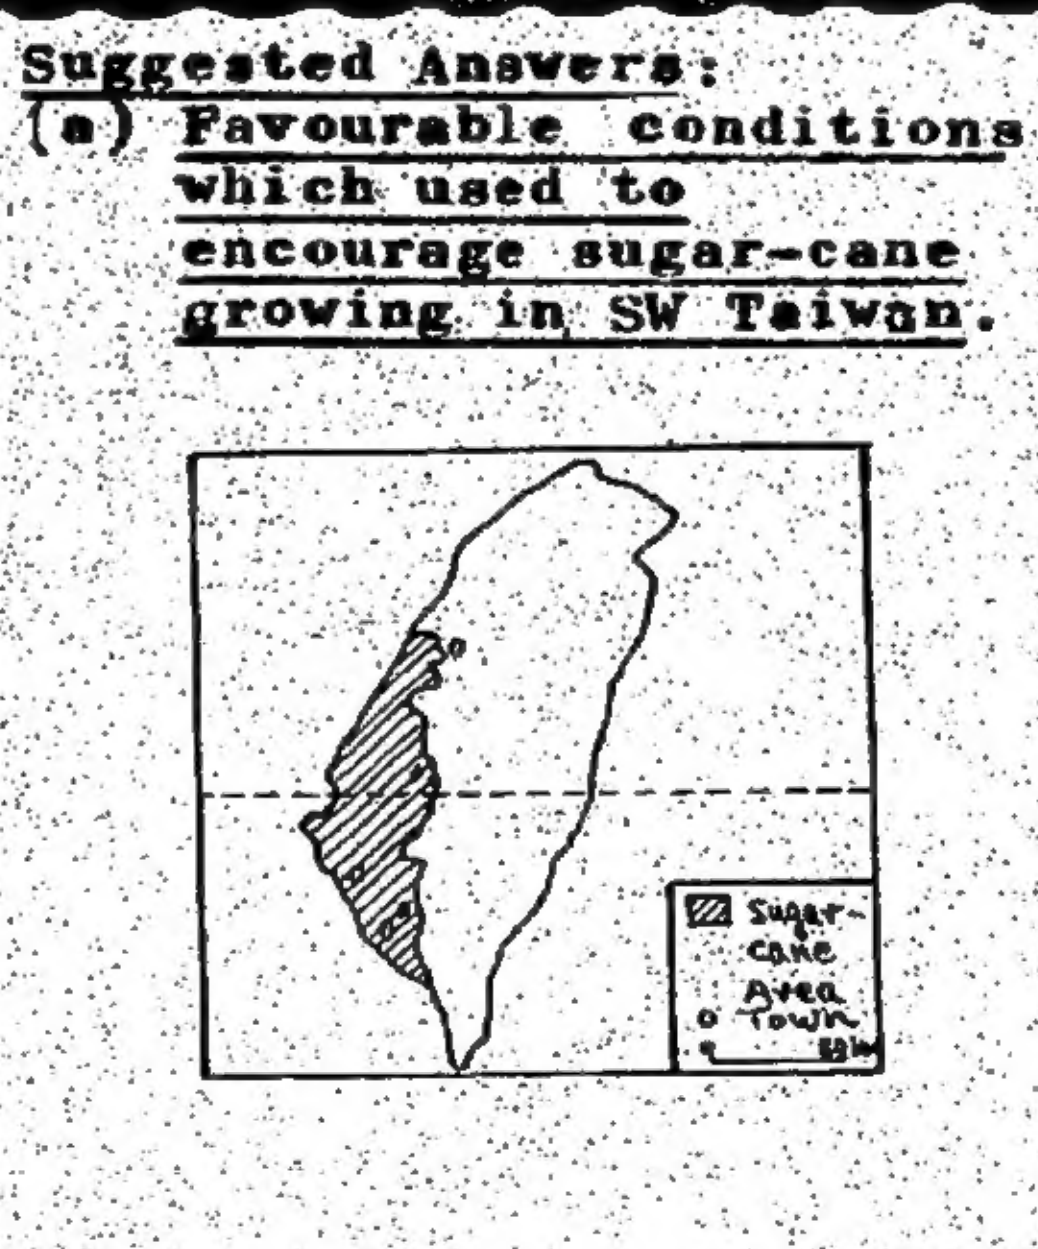 Suggested Answers:
(a) Favourable conditions
which used to
encourage sugar-cane
growing in SW Taiwan.
Sugar-
cane
Area
Town